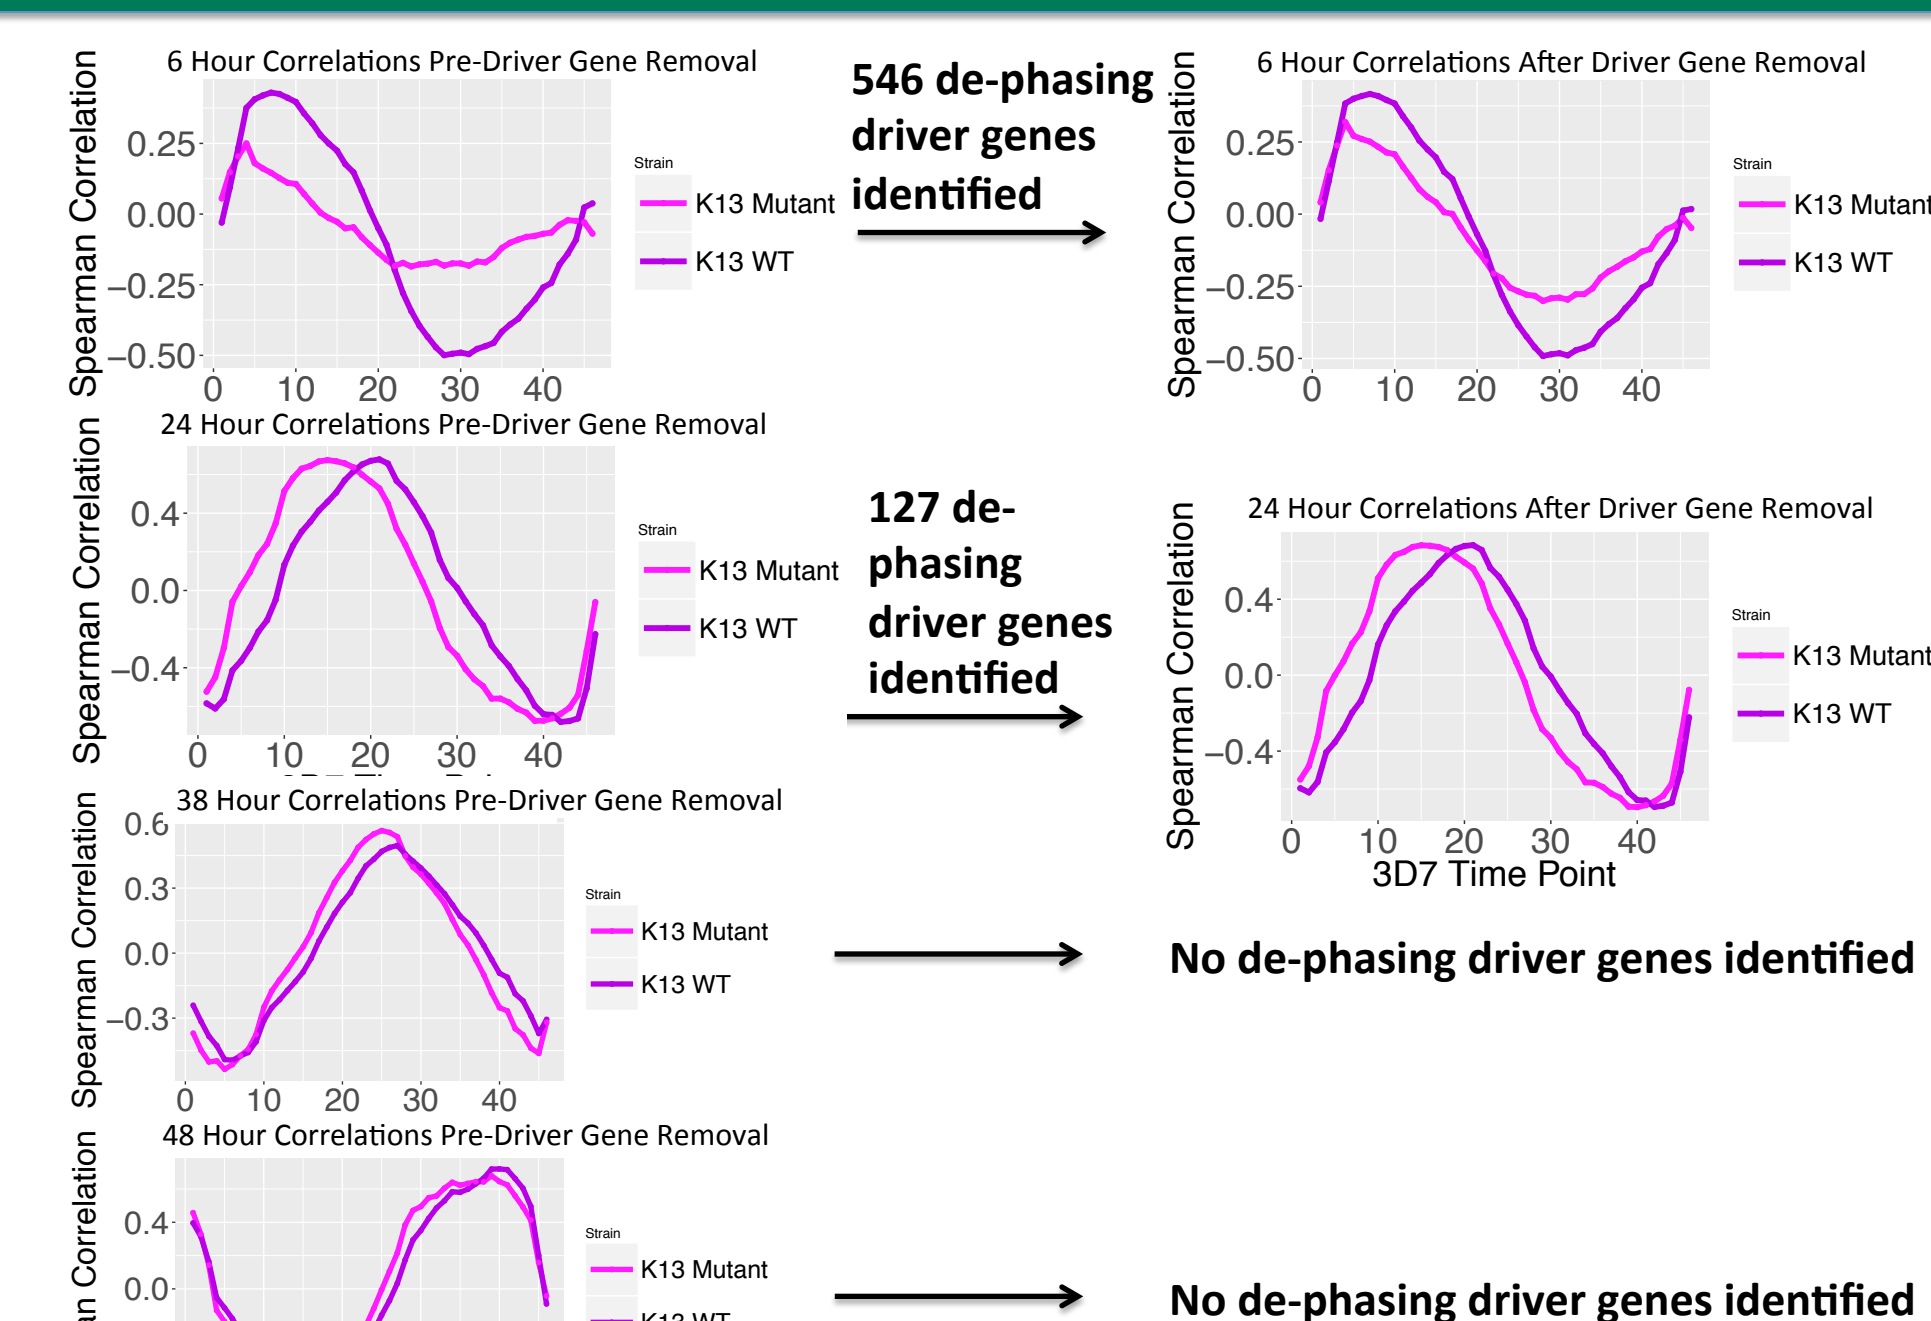 6 Hour Correlations Pre-Driver Gene Removal
Spearman Correlation
0.25
0.00
−0.25
−0.50
0 10 20 30 40
Strain
K13 Mutant
K13 WT
546 de-phasing
driver genes
identified
6 Hour Correlations After Driver Gene Removal
Spearman Correlation
0.25
0.00
−0.25
−0.50
0 10 20 30 40
Strain
K13 Mutant
K13 WT
24 Hour Correlations Pre-Driver Gene Removal
Spearman Correlation
0.4
0.0
−0.4
0 10 20 30 40
Strain
K13 Mutant
K13 WT
127 de-
phasing
driver genes
identified
24 Hour Correlations After Driver Gene Removal
Spearman Correlation
0.4
0.0
−0.4
0 10 20 30 40
3D7 Time Point
Strain
K13 Mutant
K13 WT
38 Hour Correlations Pre-Driver Gene Removal
Spearman Correlation
0.6
0.3
0.0
−0.3
0 10 20 30 40
Strain
K13 Mutant
K13 WT
No de-phasing driver genes identified
48 Hour Correlations Pre-Driver Gene Removal
Correlation
0.4
0.0
Strain
K13 Mutant
K13 WT
No de-phasing driver genes identified